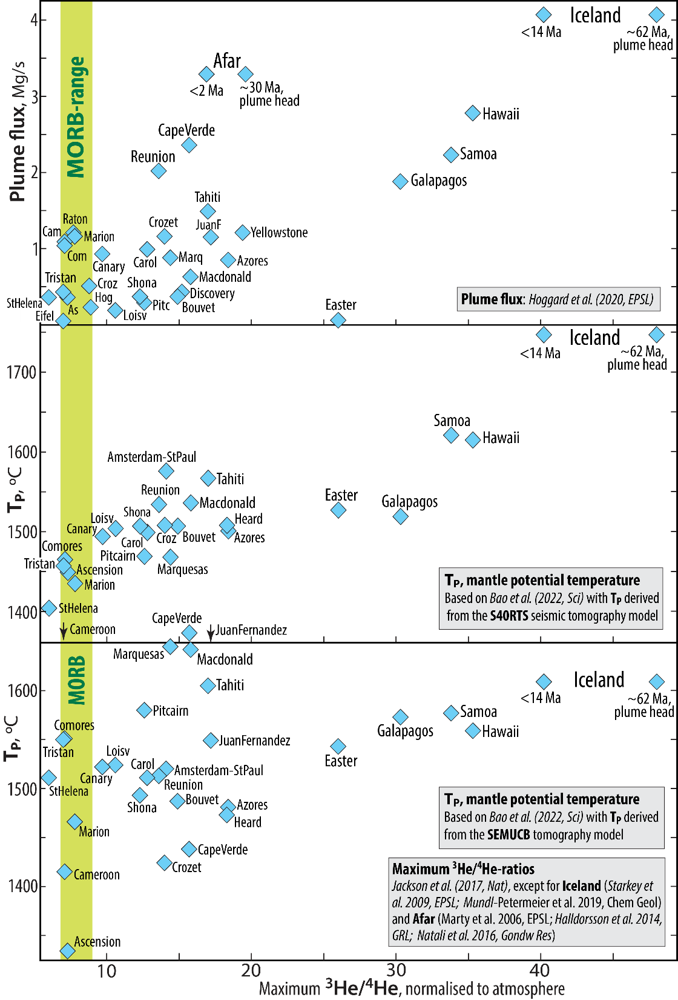 4
Iceland
<14 Ma
~62 Ma,
plume head
MORB-range
Plume flux, Mg/s
Afar
<2 Ma
~30 Ma,
plume head
3
Hawaii
CapeVerde
Reunion
Samoa
2
Galapagos
Tahiti
Raton
Crozet
JuanF
Cam
Marion
Yellowstone
1
Com
Canary
Carol
Marq
Azores
Tristan
Croz
Shona
Macdonald
StHelena
Hog
Discovery
Eifel
As
Loisv
Pitc
Bouvet
Easter
Plume flux: Hoggard et al. (2020, EPSL)
Iceland
<14 Ma
~62 Ma,
plume head
1700
Samoa
Hawaii
1600
Amsterdam-StPaul
Tahiti
TP, ºC
Reunion
Macdonald
Easter
Galapagos
Shona
Loisv
Heard
1500
Canary
Carol
Croz
Bouvet
Azores
Comores
Pitcairn
Tristan
Ascension
Marquesas
Marion
TP, mantle potential temperature
Based on Bao et al. (2022, Sci) with TP derived
from the S40RTS seismic tomography model
StHelena
1400
CapeVerde
Cameroon
JuanFernandez
Marquesas
Macdonald
MORB
Tahiti
Iceland
<14 Ma
~62 Ma,
plume head
1600
Pitcairn
Samoa
Comores
Galapagos
Hawaii
TP, ºC
Tristan
JuanFernandez
Loisv
Easter
Canary
Carol
Amsterdam-StPaul
StHelena
1500
Reunion
Shona
Bouvet
Azores
Heard
TP, mantle potential temperature
Based on Bao et al. (2022, Sci) with TP derived
from the SEMUCB tomography model
Marion
CapeVerde
Crozet
Cameroon
1400
Maximum ³He/⁴He-ratios
Jackson et al. (2017, Nat), except for Iceland (Starkey et
al. 2009, EPSL; Mundl-Petermeier et al. 2019, Chem Geol)
and Afar (Marty et al. 2006, EPSL; Halldorsson et al. 2014,
GRL; Natali et al. 2016, Gondw Res)
Ascension
10
20
30
40
Maximum ³He/⁴He, normalised to atmosphere